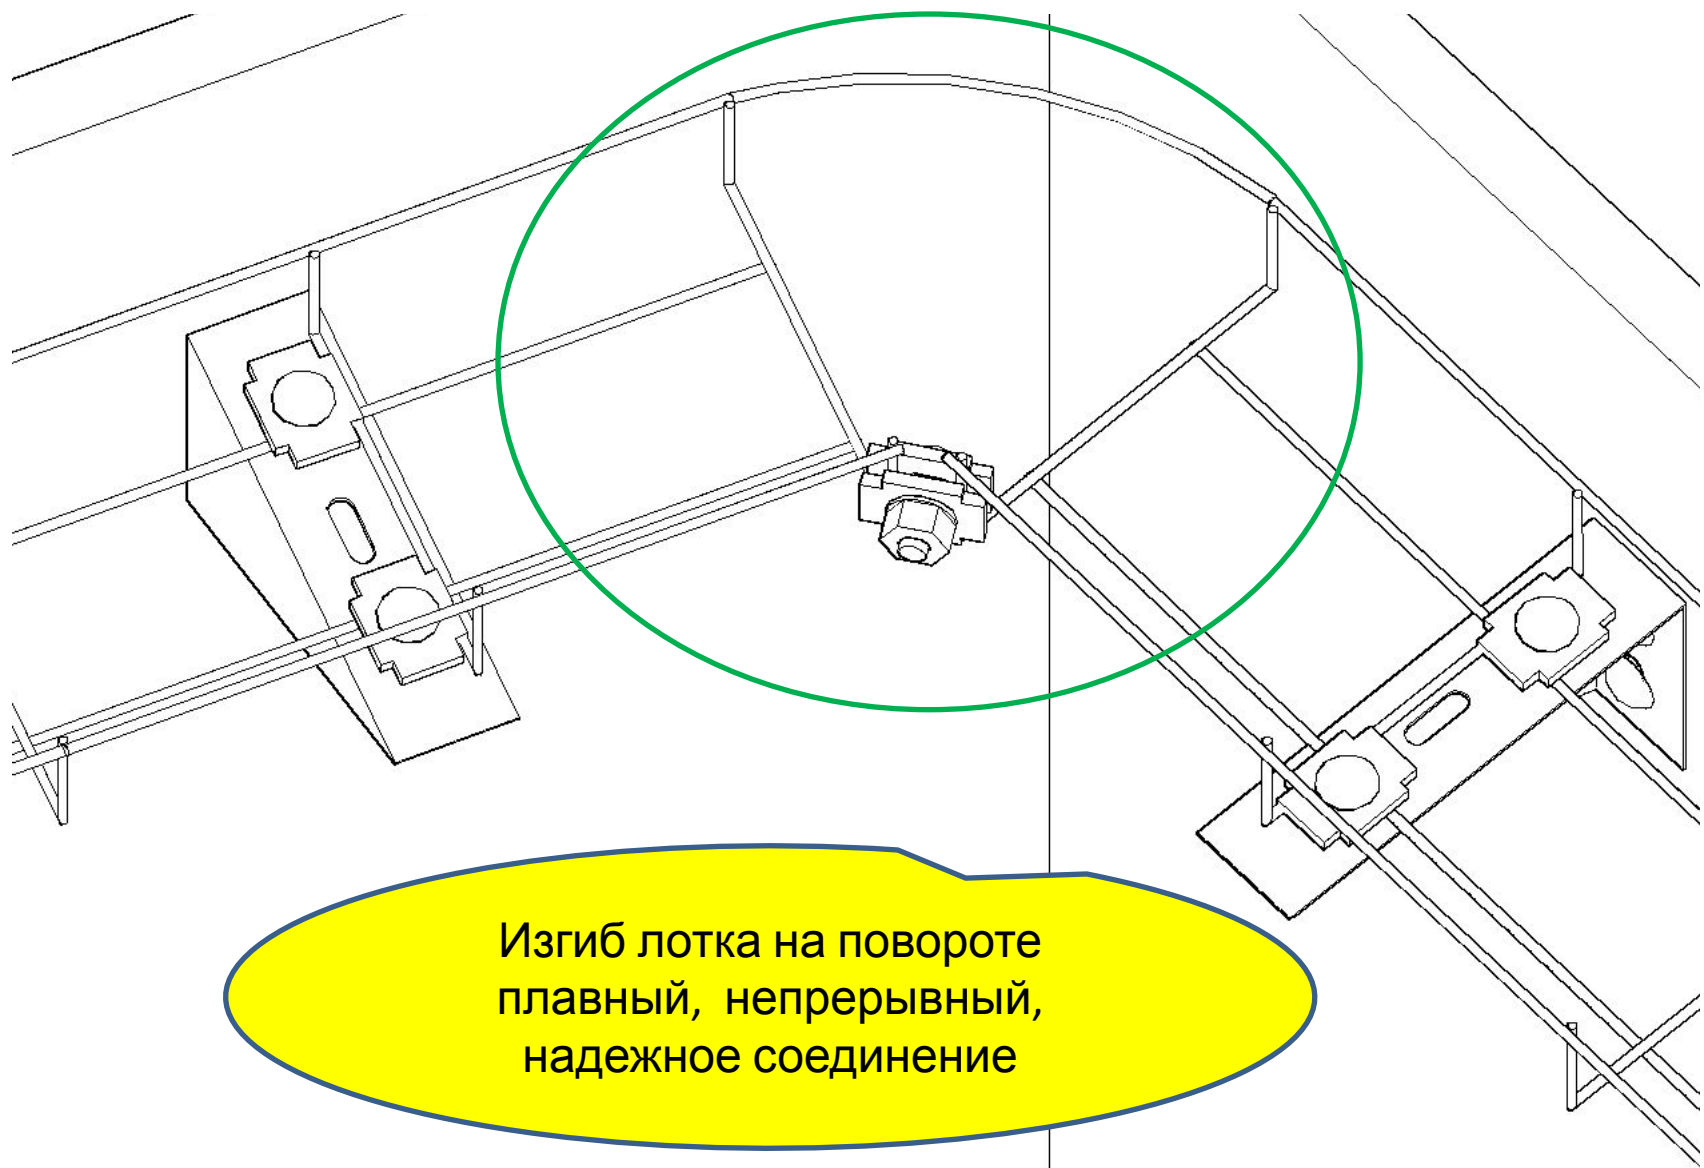 Изгиб лотка на повороте
плавный, непрерывный,
надежное соединение